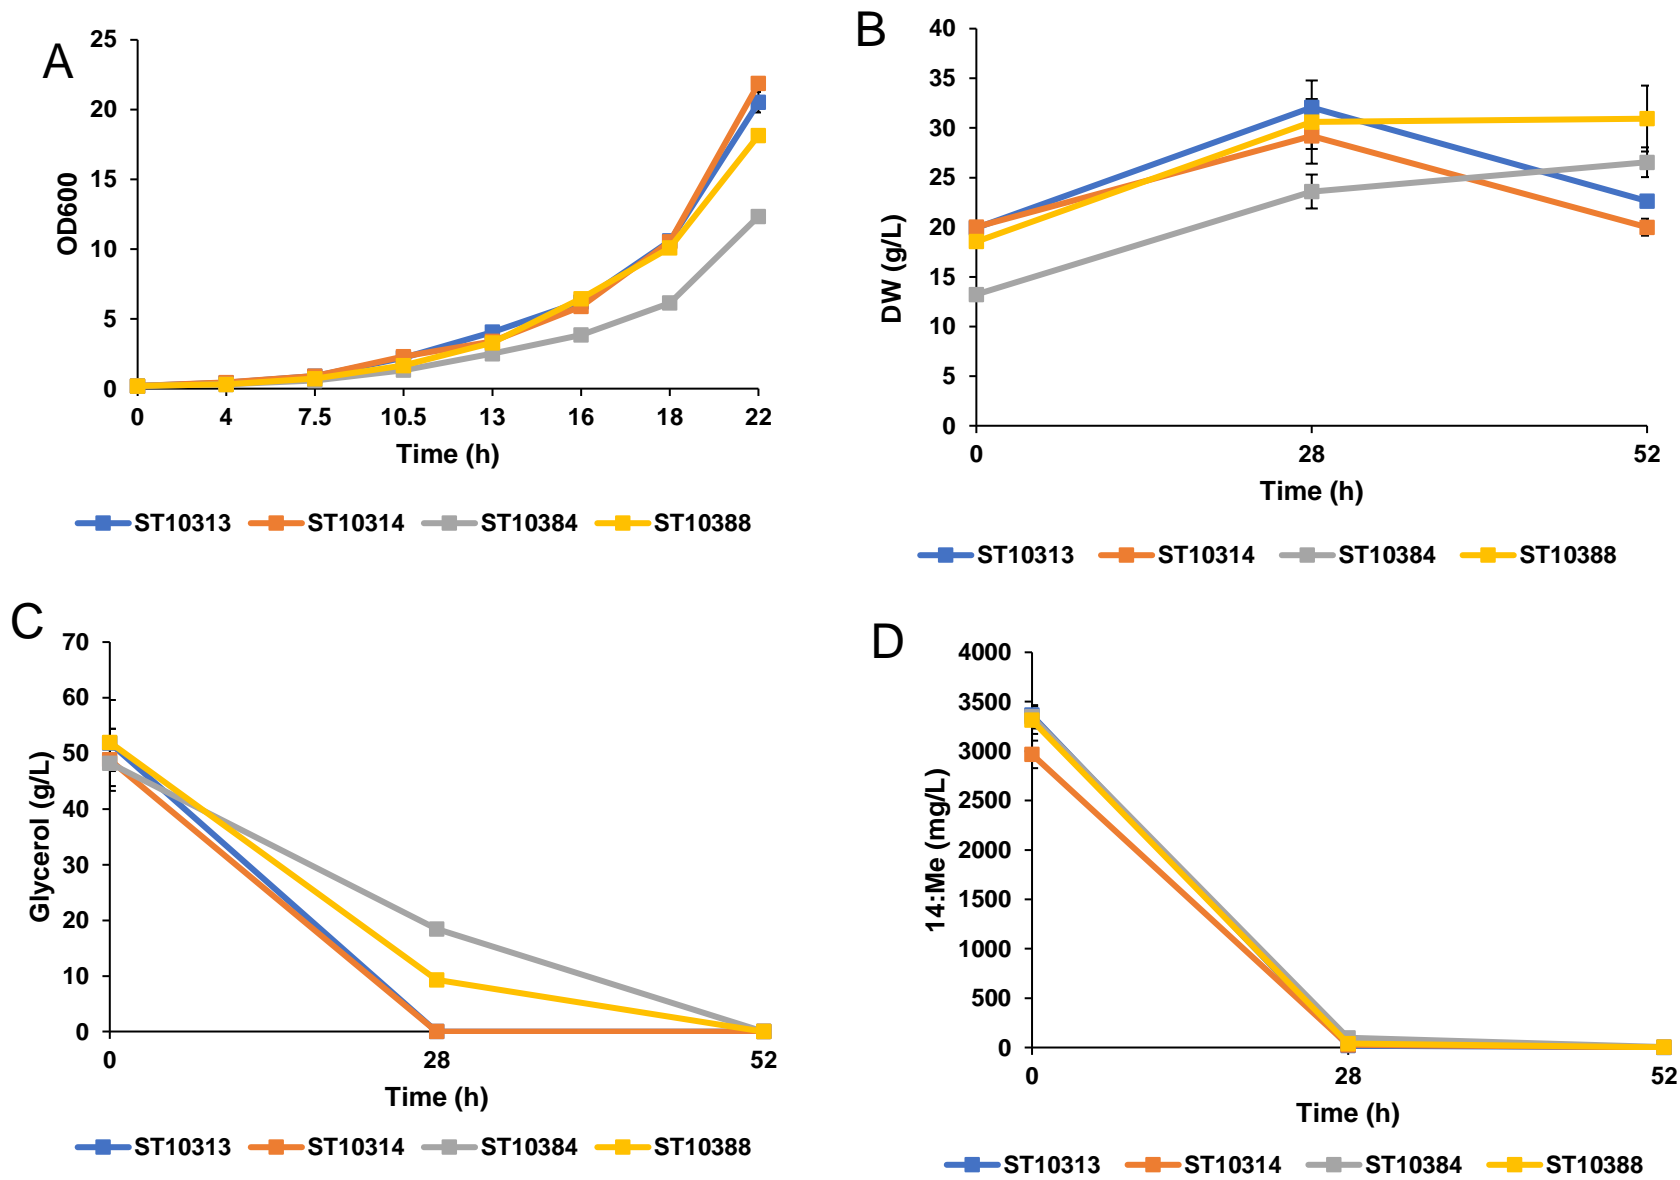 A
25
20
15
10
5
0
OD600
0 4 7.5 10.5 13 16 18 22
Time (h)
ST10313 ST10314 ST10384 ST10388
B
40
35
30
25
20
15
10
5
0
DW (g/L)
0 28 52
Time (h)
ST10313 ST10314 ST10384 ST10388
C
70
60
50
40
30
20
10
0
Glycerol (g/L)
0 28 52
Time (h)
ST10313 ST10314 ST10384 ST10388
D
4000
3500
3000
2500
2000
1500
1000
500
0
14:Me (mg/L)
0 28 52
Time (h)
ST10313 ST10314 ST10384 ST10388